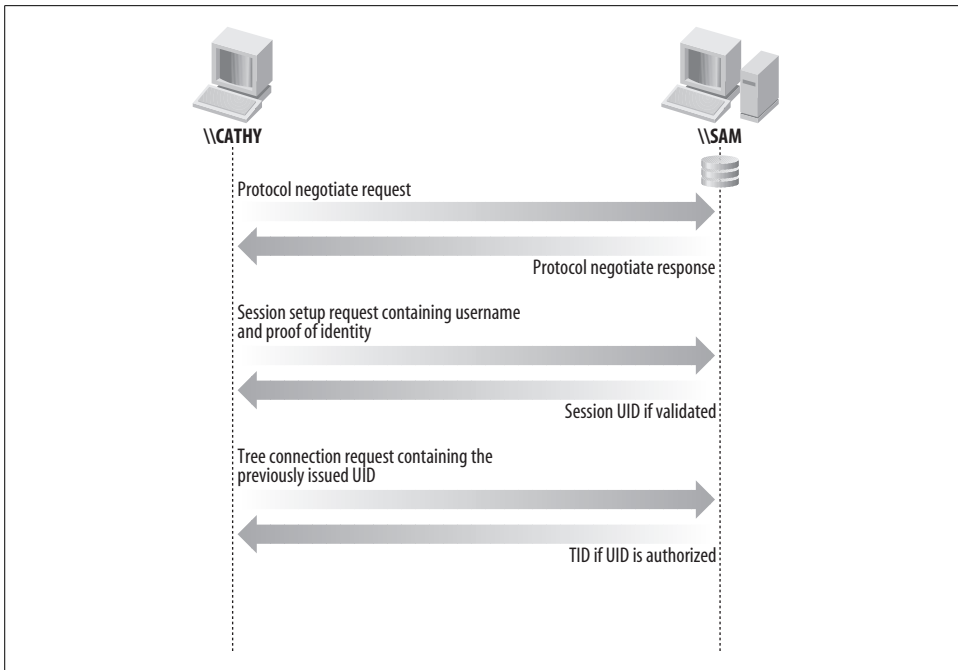 \\CATHY
\\SAM
Protocol negotiate request
Protocol negotiate response
Session setup request containing username
and proof of identity
Session UID if validated
Tree connection request containing the
previously issued UID
TID if UID is authorized